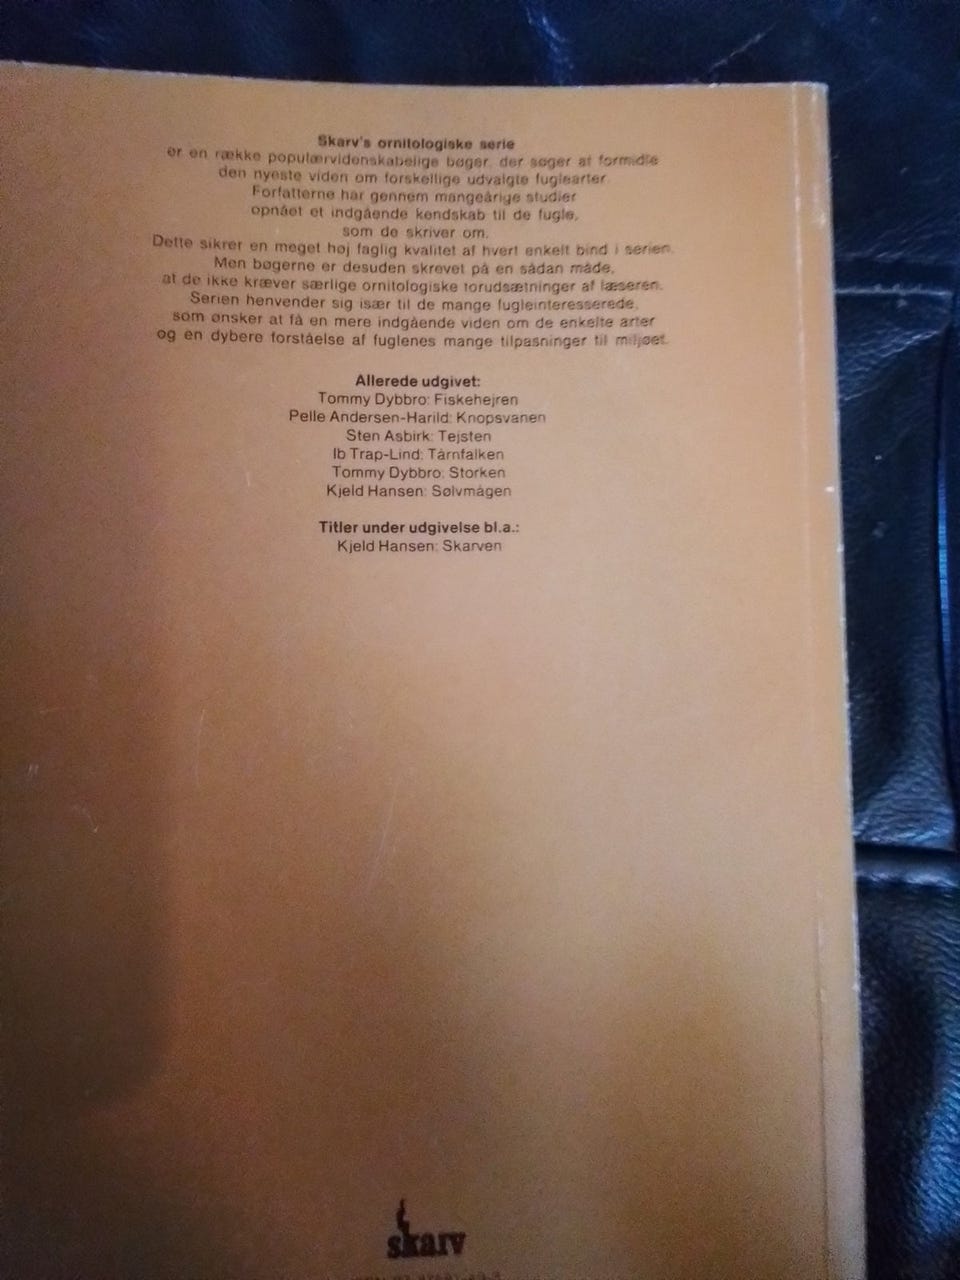 Skarv's ornitologiske serie
er en række populærvidenskabelige bøger, der søger at formidle
den nyeste viden om forskellige udvalgte fuglearter.
Forfatterne har gennem mangeårige studier
opnået et indgående kendskab til de fugle,
som de skriver om.
Dette sikrer en meget høj faglig kvalitet af hvert enkelt bind i serien.
Men bøgerne er desuden skrevet på en sådan måde,
at de ikke kræver særlige ornitologiske forudsætninger af læseren.
Serien henvender sig især til de mange fugleinteresserede,
som ønsker at få en mere indgående viden om de enkelte arter
og en dybere forståelse af fuglenes mange tilpasninger til miljøet.
Allerede udgivet:
Tommy Dybbro: Fiskehejren
Pelle Andersen-Harild: Knopsvanen
Sten Asbirk: Tejsten
Ib Trap-Lind: Tårnfalken
Tommy Dybbro: Storken
Kjeld Hansen: Sølvmågen
Titler under udgivelse bl.a.:
Kjeld Hansen: Skarven
skarv